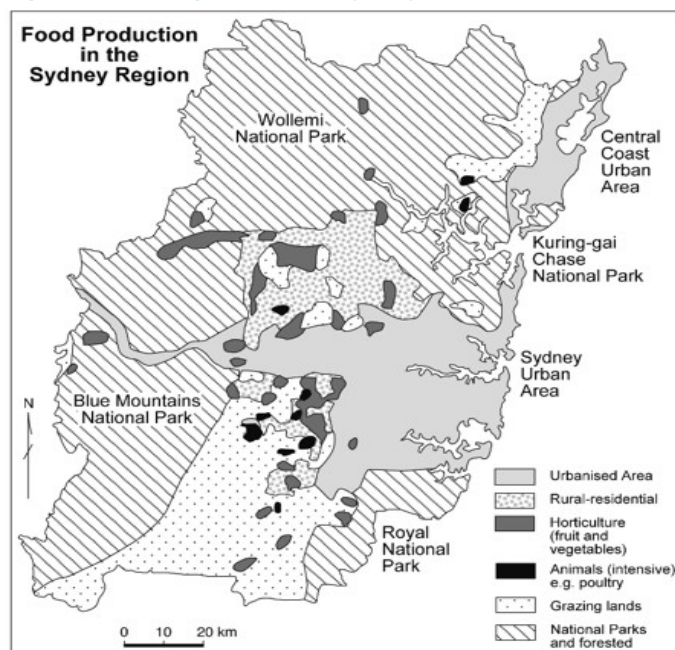 Food Production
in the
Sydney Region
Wollemi
National Park
Central
Coast
Urban
Area
Kuring-gai
Chase
National Park
Sydney
Urban
Area
Blue Mountains
National Park
N
Royal
National
Park
Urbanised Area
Rural-residential
Horticulture
(fruit and
vegetables)
Animals (intensive)
e.g. poultry
Grazing lands
National Parks
and forested
0 10 20 km